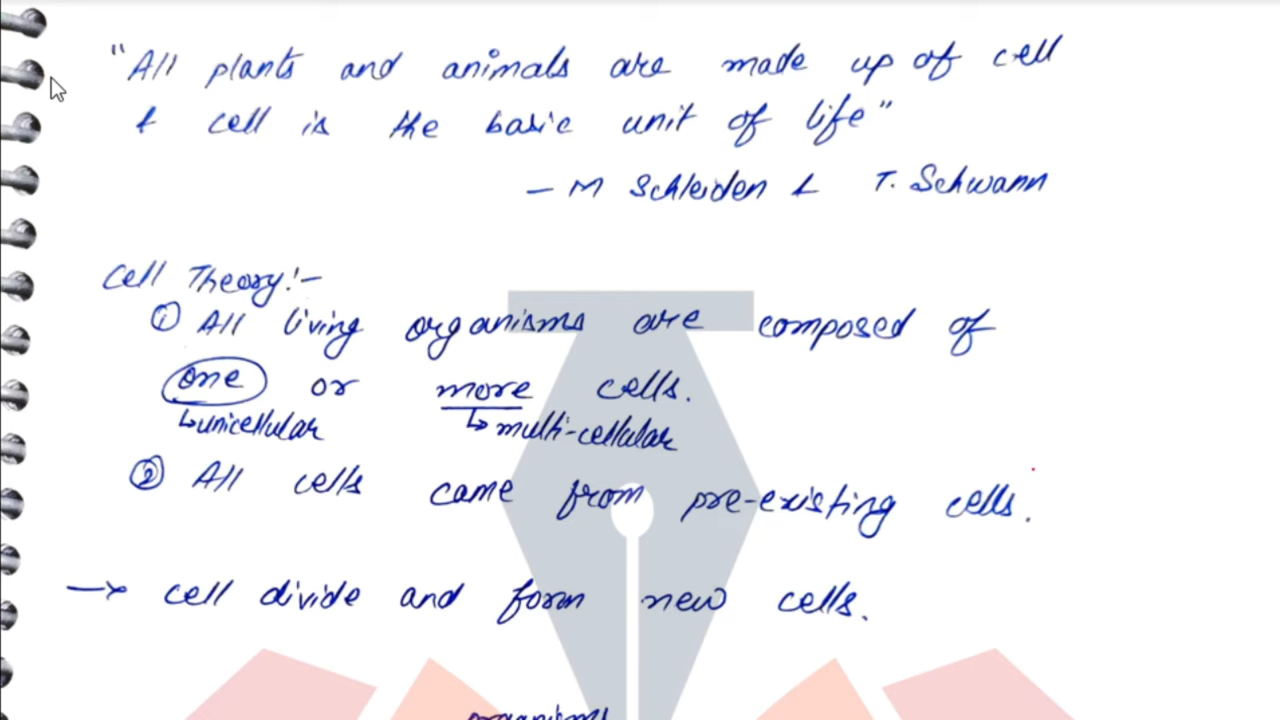 "All plants and animals are made up of cell
& cell is the basic unit of life"
– M Schleiden & T. Schwann
Cell Theory:-
① All living organisms are composed of
one or more cells.
↳ unicellular ↳ multi-cellular
② All cells came from pre-existing cells.
→ cell divide and form new cells.
organisms